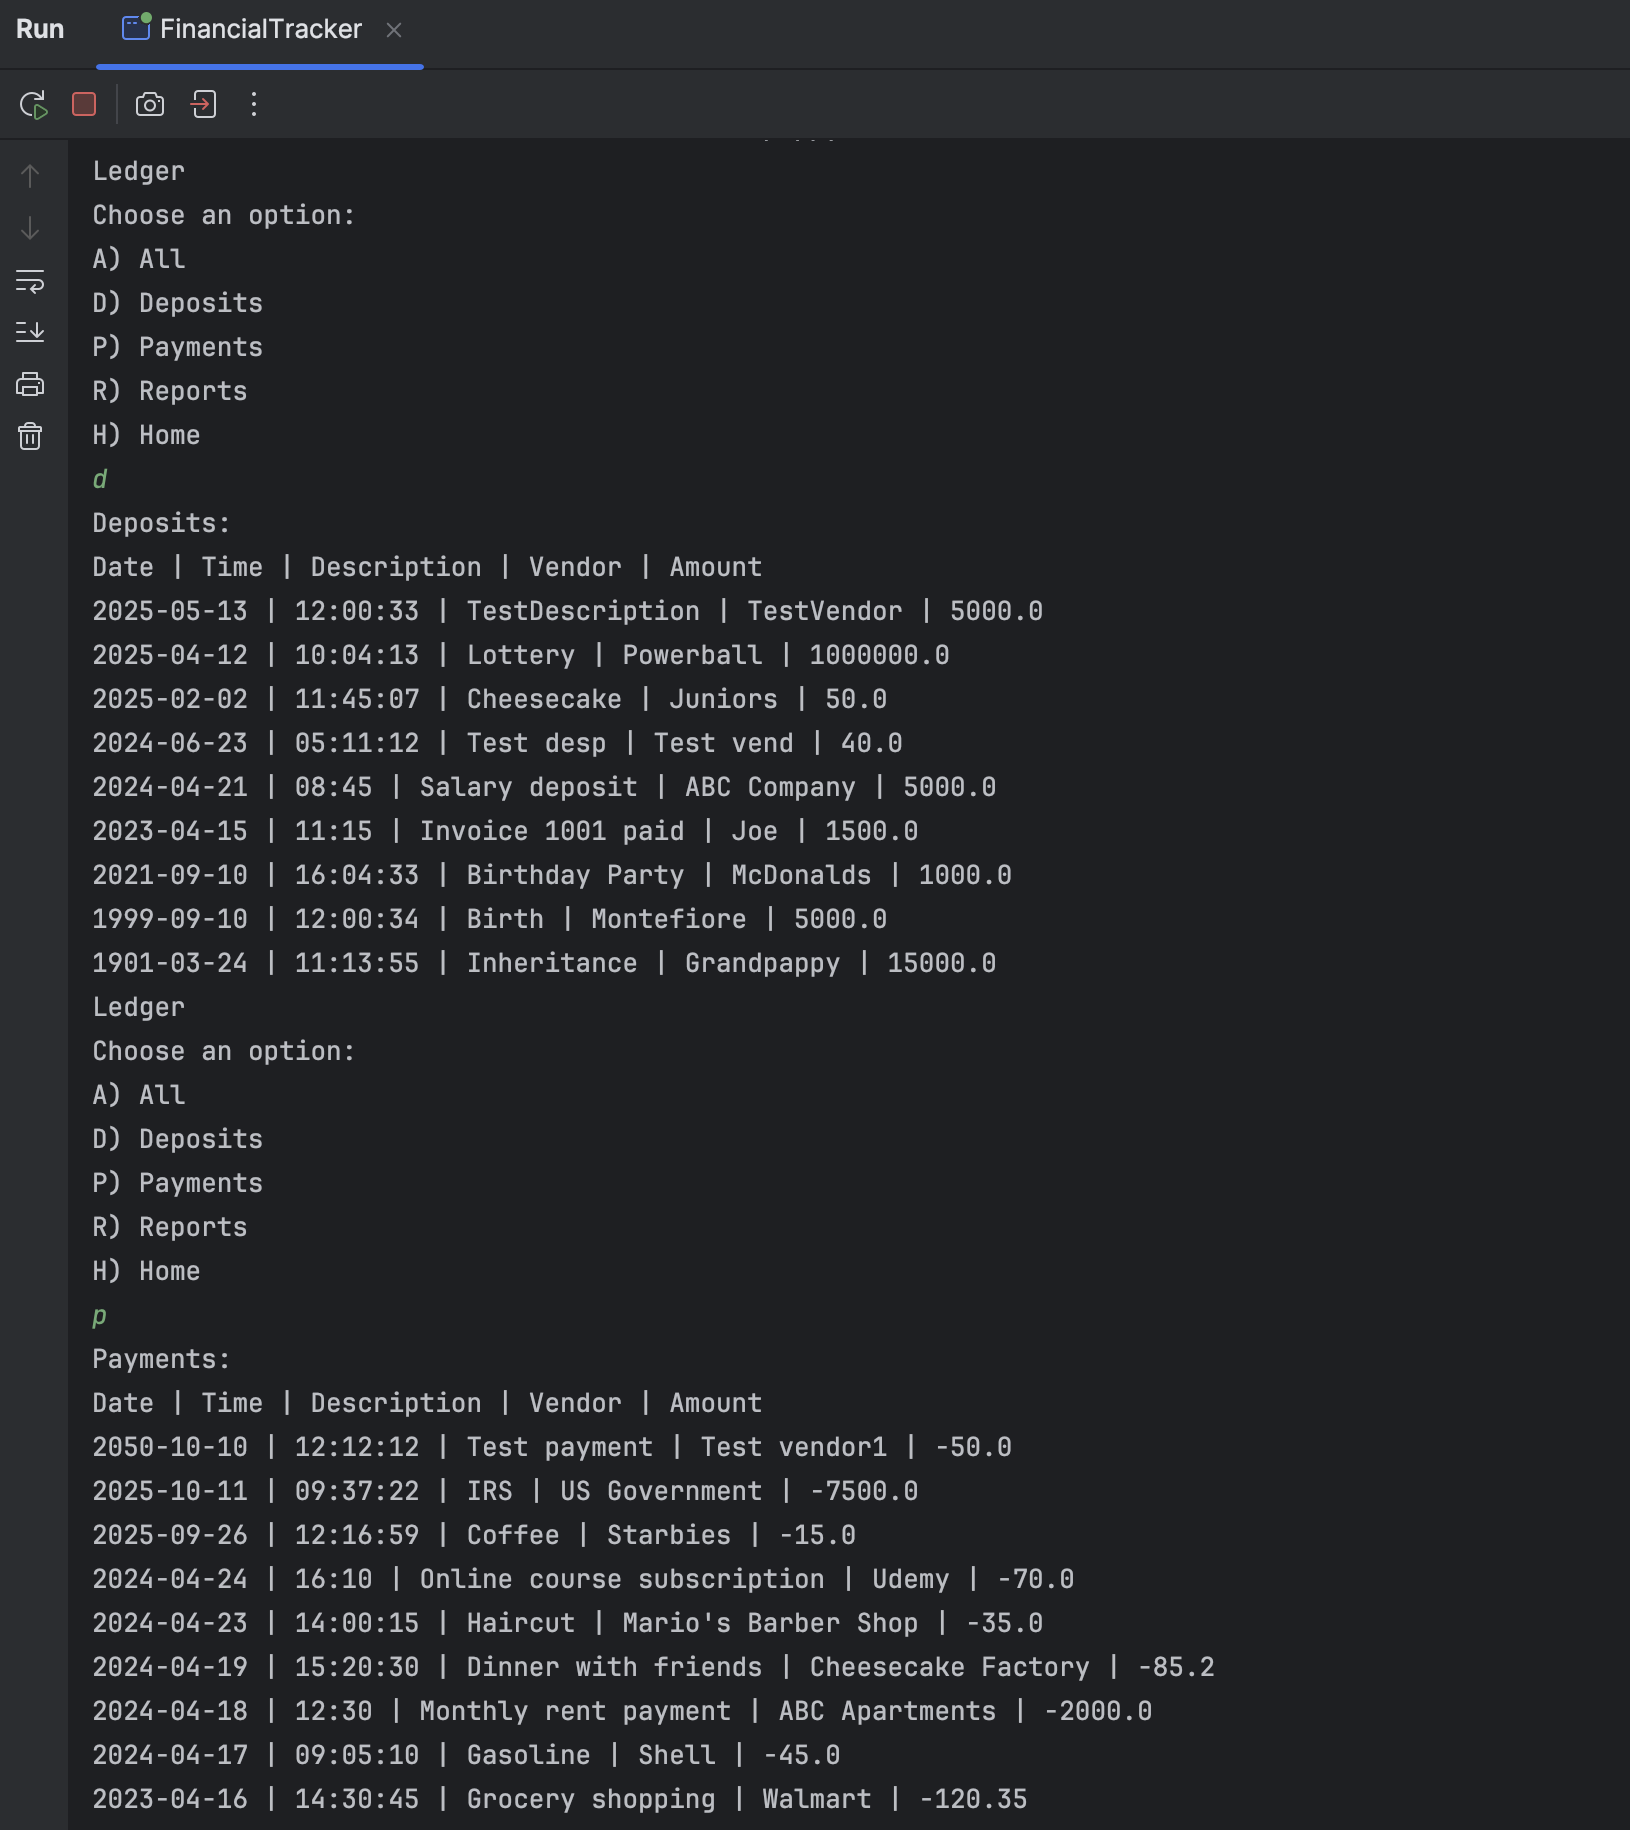 Run FinancialTracker
Ledger
Choose an option:
A) All
D) Deposits
P) Payments
R) Reports
H) Home
d
Deposits:
Date | Time | Description | Vendor | Amount
2025-05-13 | 12:00:33 | TestDescription | TestVendor | 5000.0
2025-04-12 | 10:04:13 | Lottery | Powerball | 1000000.0
2025-02-02 | 11:45:07 | Cheesecake | Juniors | 50.0
2024-06-23 | 05:11:12 | Test desp | Test vend | 40.0
2024-04-21 | 08:45 | Salary deposit | ABC Company | 5000.0
2023-04-15 | 11:15 | Invoice 1001 paid | Joe | 1500.0
2021-09-10 | 16:04:33 | Birthday Party | McDonalds | 1000.0
1999-09-10 | 12:00:34 | Birth | Montefiore | 5000.0
1901-03-24 | 11:13:55 | Inheritance | Grandpappy | 15000.0
Ledger
Choose an option:
A) All
D) Deposits
P) Payments
R) Reports
H) Home
p
Payments:
Date | Time | Description | Vendor | Amount
2050-10-10 | 12:12:12 | Test payment | Test vendor1 | -50.0
2025-10-11 | 09:37:22 | IRS | US Government | -7500.0
2025-09-26 | 12:16:59 | Coffee | Starbies | -15.0
2024-04-24 | 16:10 | Online course subscription | Udemy | -70.0
2024-04-23 | 14:00:15 | Haircut | Mario's Barber Shop | -35.0
2024-04-19 | 15:20:30 | Dinner with friends | Cheesecake Factory | -85.2
2024-04-18 | 12:30 | Monthly rent payment | ABC Apartments | -2000.0
2024-04-17 | 09:05:10 | Gasoline | Shell | -45.0
2023-04-16 | 14:30:45 | Grocery shopping | Walmart | -120.35